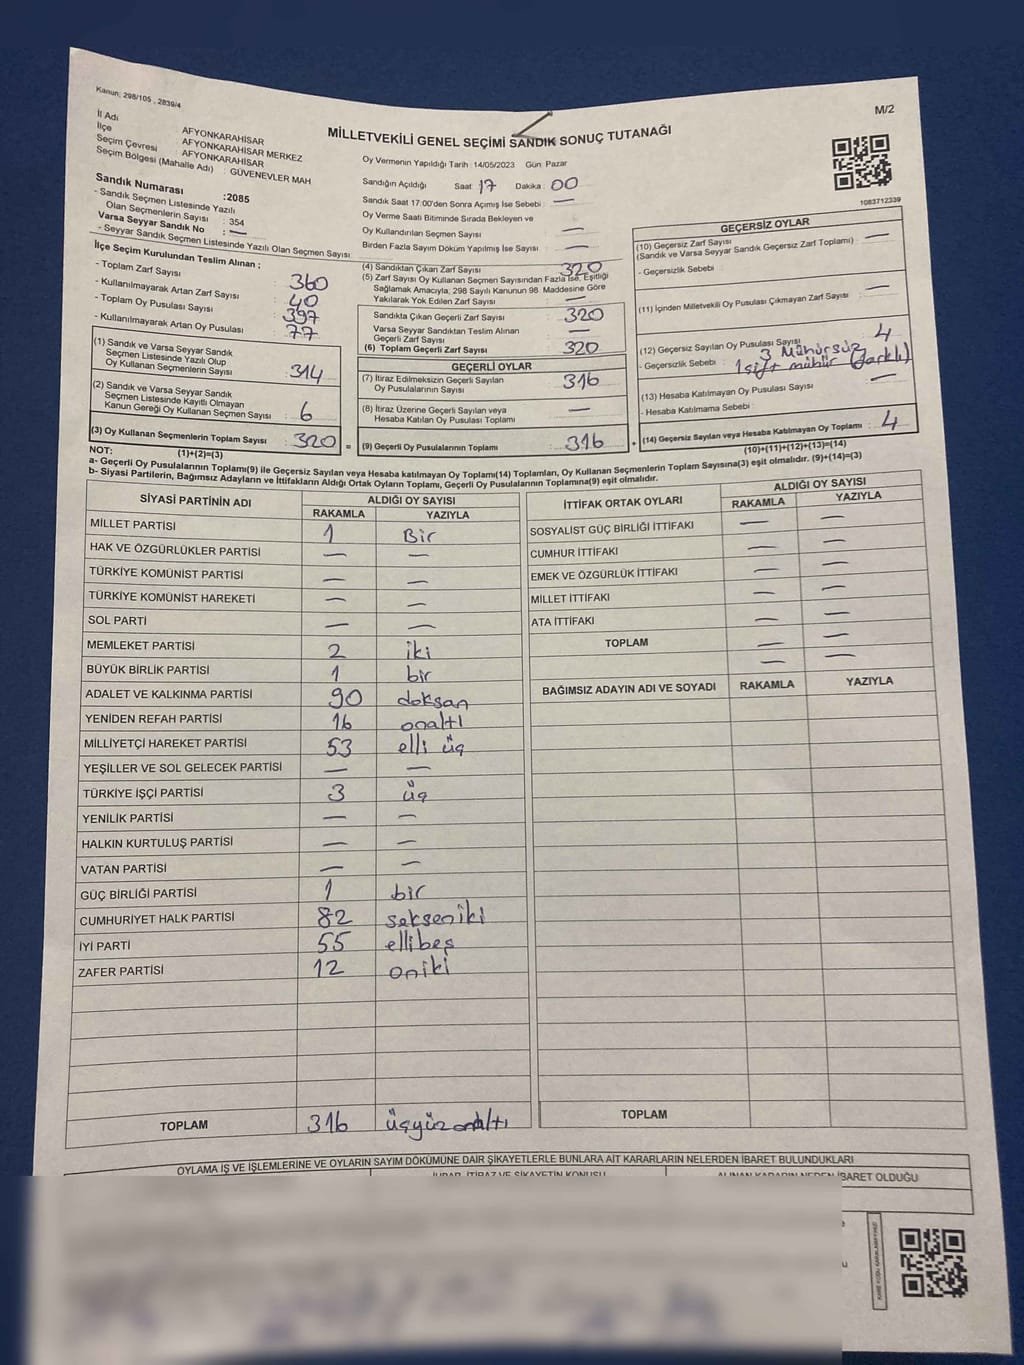 Kanun: 298/105 , 2839/4
M/2
MİLLETVEKİLİ GENEL SEÇİMİ SANDIK SONUÇ TUTANAĞI
İl Adı : AFYONKARAHİSAR
İlçe : AFYONKARAHİSAR MERKEZ
Seçim Çevresi : AFYONKARAHİSAR
Seçim Bölgesi (Mahalle Adı) : GÜVENEVLER MAH
Sandık Numarası :2085
- Sandık Seçmen Listesinde Yazılı
Olan Seçmenlerin Sayısı : 354
Varsa Seyyar Sandık No : —
- Seyyar Sandık Seçmen Listesinde Yazılı Olan Seçmen Sayısı
İlçe Seçim Kurulundan Teslim Alınan ;
- Toplam Zarf Sayısı : 360
- Kullanılmayarak Artan Zarf Sayısı : 40
- Toplam Oy Pusulası Sayısı : 397
- Kullanılmayarak Artan Oy Pusulası : 77
(1) Sandık ve Varsa Seyyar Sandık
Seçmen Listesinde Yazılı Olup
Oy Kullanan Seçmenlerin Sayısı : 314
(2) Sandık ve Varsa Seyyar Sandık
Seçmen Listesinde Kayıtlı Olmayan
Kanun Gereği Oy Kullanan Seçmen Sayısı : 6
(3) Oy Kullanan Seçmenlerin Toplam Sayısı : 320
(1)+(2)=(3)
Oy Vermenin Yapıldığı Tarih :14/05/2023 Gün: Pazar
Sandığın Açıldığı Saat : 17 Dakika : 00
Sandık Saat 17:00'den Sonra Açımış İse Sebebi : —
Oy Verme Saati Bitiminde Sırada Bekleyen ve
Oy Kullandırılan Seçmen Sayısı : —
Birden Fazla Sayım Döküm Yapılmış İse Sayısı : —
(4) Sandıktan Çıkan Zarf Sayısı : 320
(5) Zarf Sayısı Oy Kullanan Seçmen Sayısından Fazla İse, Eşitliği
Sağlamak Amacıyla, 298 Sayılı Kanunun 98. Maddesine Göre
Yakılarak Yok Edilen Zarf Sayısı : —
Sandıkta Çıkan Geçerli Zarf Sayısı : 320
Varsa Seyyar Sandıktan Teslim Alınan
Geçerli Zarf Sayısı : —
(6) Toplam Geçerli Zarf Sayısı : 320
GEÇERLİ OYLAR
(7) İtiraz Edilmeksizin Geçerli Sayılan
Oy Pusulalarının Sayısı : 316
(8) İtiraz Üzerine Geçerli Sayılan veya
Hesaba Katılan Oy Pusulası Toplamı : —
= (9) Geçerli Oy Pusulalarının Toplamı : 316
1083712339
GEÇERSİZ OYLAR
(10) Geçersiz Zarf Sayısı : —
(Sandık ve Varsa Seyyar Sandık Geçersiz Zarf Toplamı)
- Geçersizlik Sebebi :
(11) İçinden Milletvekili Oy Pusulası Çıkmayan Zarf Sayısı : —
(12) Geçersiz Sayılan Oy Pusulası Sayısı : 4
- Geçersizlik Sebebi : 3 Mühürsüz
1 çift mühür (farklı)
(13) Hesaba Katılmayan Oy Pusulası Sayısı : —
- Hesaba Katılmama Sebebi :
+ (14) Geçersiz Sayılan veya Hesaba Katılmayan Oy Toplamı : 4
(10)+(11)+(12)+(13)=(14)
NOT:
a- Geçerli Oy Pusulalarının Toplamı(9) ile Geçersiz Sayılan veya Hesaba katılmayan Oy Toplamı(14) Toplamları, Oy Kullanan Seçmenlerin Toplam Sayısına(3) eşit olmalıdır. (9)+(14)=(3)
b- Siyasi Partilerin, Bağımsız Adayların ve İttifakların Aldığı Ortak Oyların Toplamı, Geçerli Oy Pusulalarının Toplamına(9) eşit olmalıdır.
SİYASİ PARTİNİN ADI ALDIĞI OY SAYISI
RAKAMLA YAZIYLA
MİLLET PARTİSİ 1 Bir
HAK VE ÖZGÜRLÜKLER PARTİSİ — —
TÜRKİYE KOMÜNİST PARTİSİ — —
TÜRKİYE KOMÜNİST HAREKETİ — —
SOL PARTİ — —
MEMLEKET PARTİSİ 2 iki
BÜYÜK BİRLİK PARTİSİ 1 bir
ADALET VE KALKINMA PARTİSİ 90 doksan
YENİDEN REFAH PARTİSİ 16 onaltı
MİLLİYETÇİ HAREKET PARTİSİ 53 elli üç
YEŞİLLER VE SOL GELECEK PARTİSİ — —
TÜRKİYE İŞÇİ PARTİSİ 3 üç
YENİLİK PARTİSİ — —
HALKIN KURTULUŞ PARTİSİ — —
VATAN PARTİSİ — —
GÜÇ BİRLİĞİ PARTİSİ 1 bir
CUMHURİYET HALK PARTİSİ 82 sekseniki
İYİ PARTİ 55 ellibeş
ZAFER PARTİSİ 12 oniki
TOPLAM 316 üçyüzonaltı
İTTİFAK ORTAK OYLARI ALDIĞI OY SAYISI
RAKAMLA YAZIYLA
SOSYALİST GÜÇ BİRLİĞİ İTTİFAKI — —
CUMHUR İTTİFAKI — —
EMEK VE ÖZGÜRLÜK İTTİFAKI — —
MİLLET İTTİFAKI — —
ATA İTTİFAKI — —
TOPLAM — —
— —
BAĞIMSIZ ADAYIN ADI VE SOYADI RAKAMLA YAZIYLA
TOPLAM
OYLAMA İŞ VE İŞLEMLERİNE VE OYLARIN SAYIM DÖKÜMÜNE DAİR ŞİKAYETLERLE BUNLARA AİT KARARLARIN NELERDEN İBARET BULUNDUKLARI
İHBAR, İTİRAZ VE ŞİKAYETİN KONUSU ALINAN KARARIN NEDEN İBARET OLDUĞU